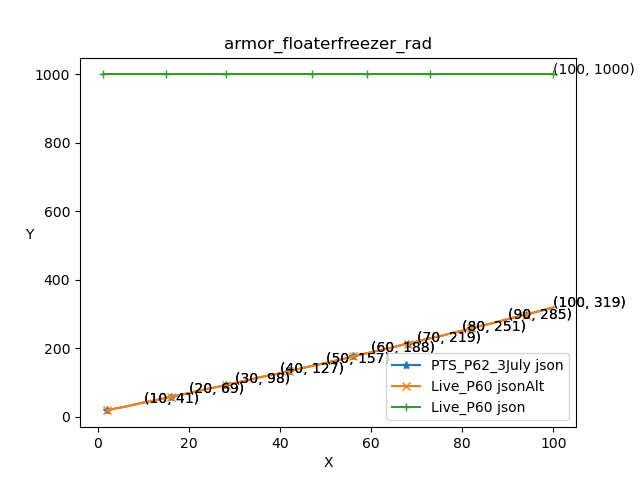 armor_floaterfreezer_rad
1000
(100, 1000)
800
600
Y
400
(100, 319)
(90, 285)
(80, 251)
(70, 219)
200
(60, 188)
(50, 157)
(40, 127)
(30, 98)
(20, 69)
(10, 41)
0
PTS_P62_3July json
Live_P60 jsonAlt
Live_P60 json
0 20 40 60 80 100
X